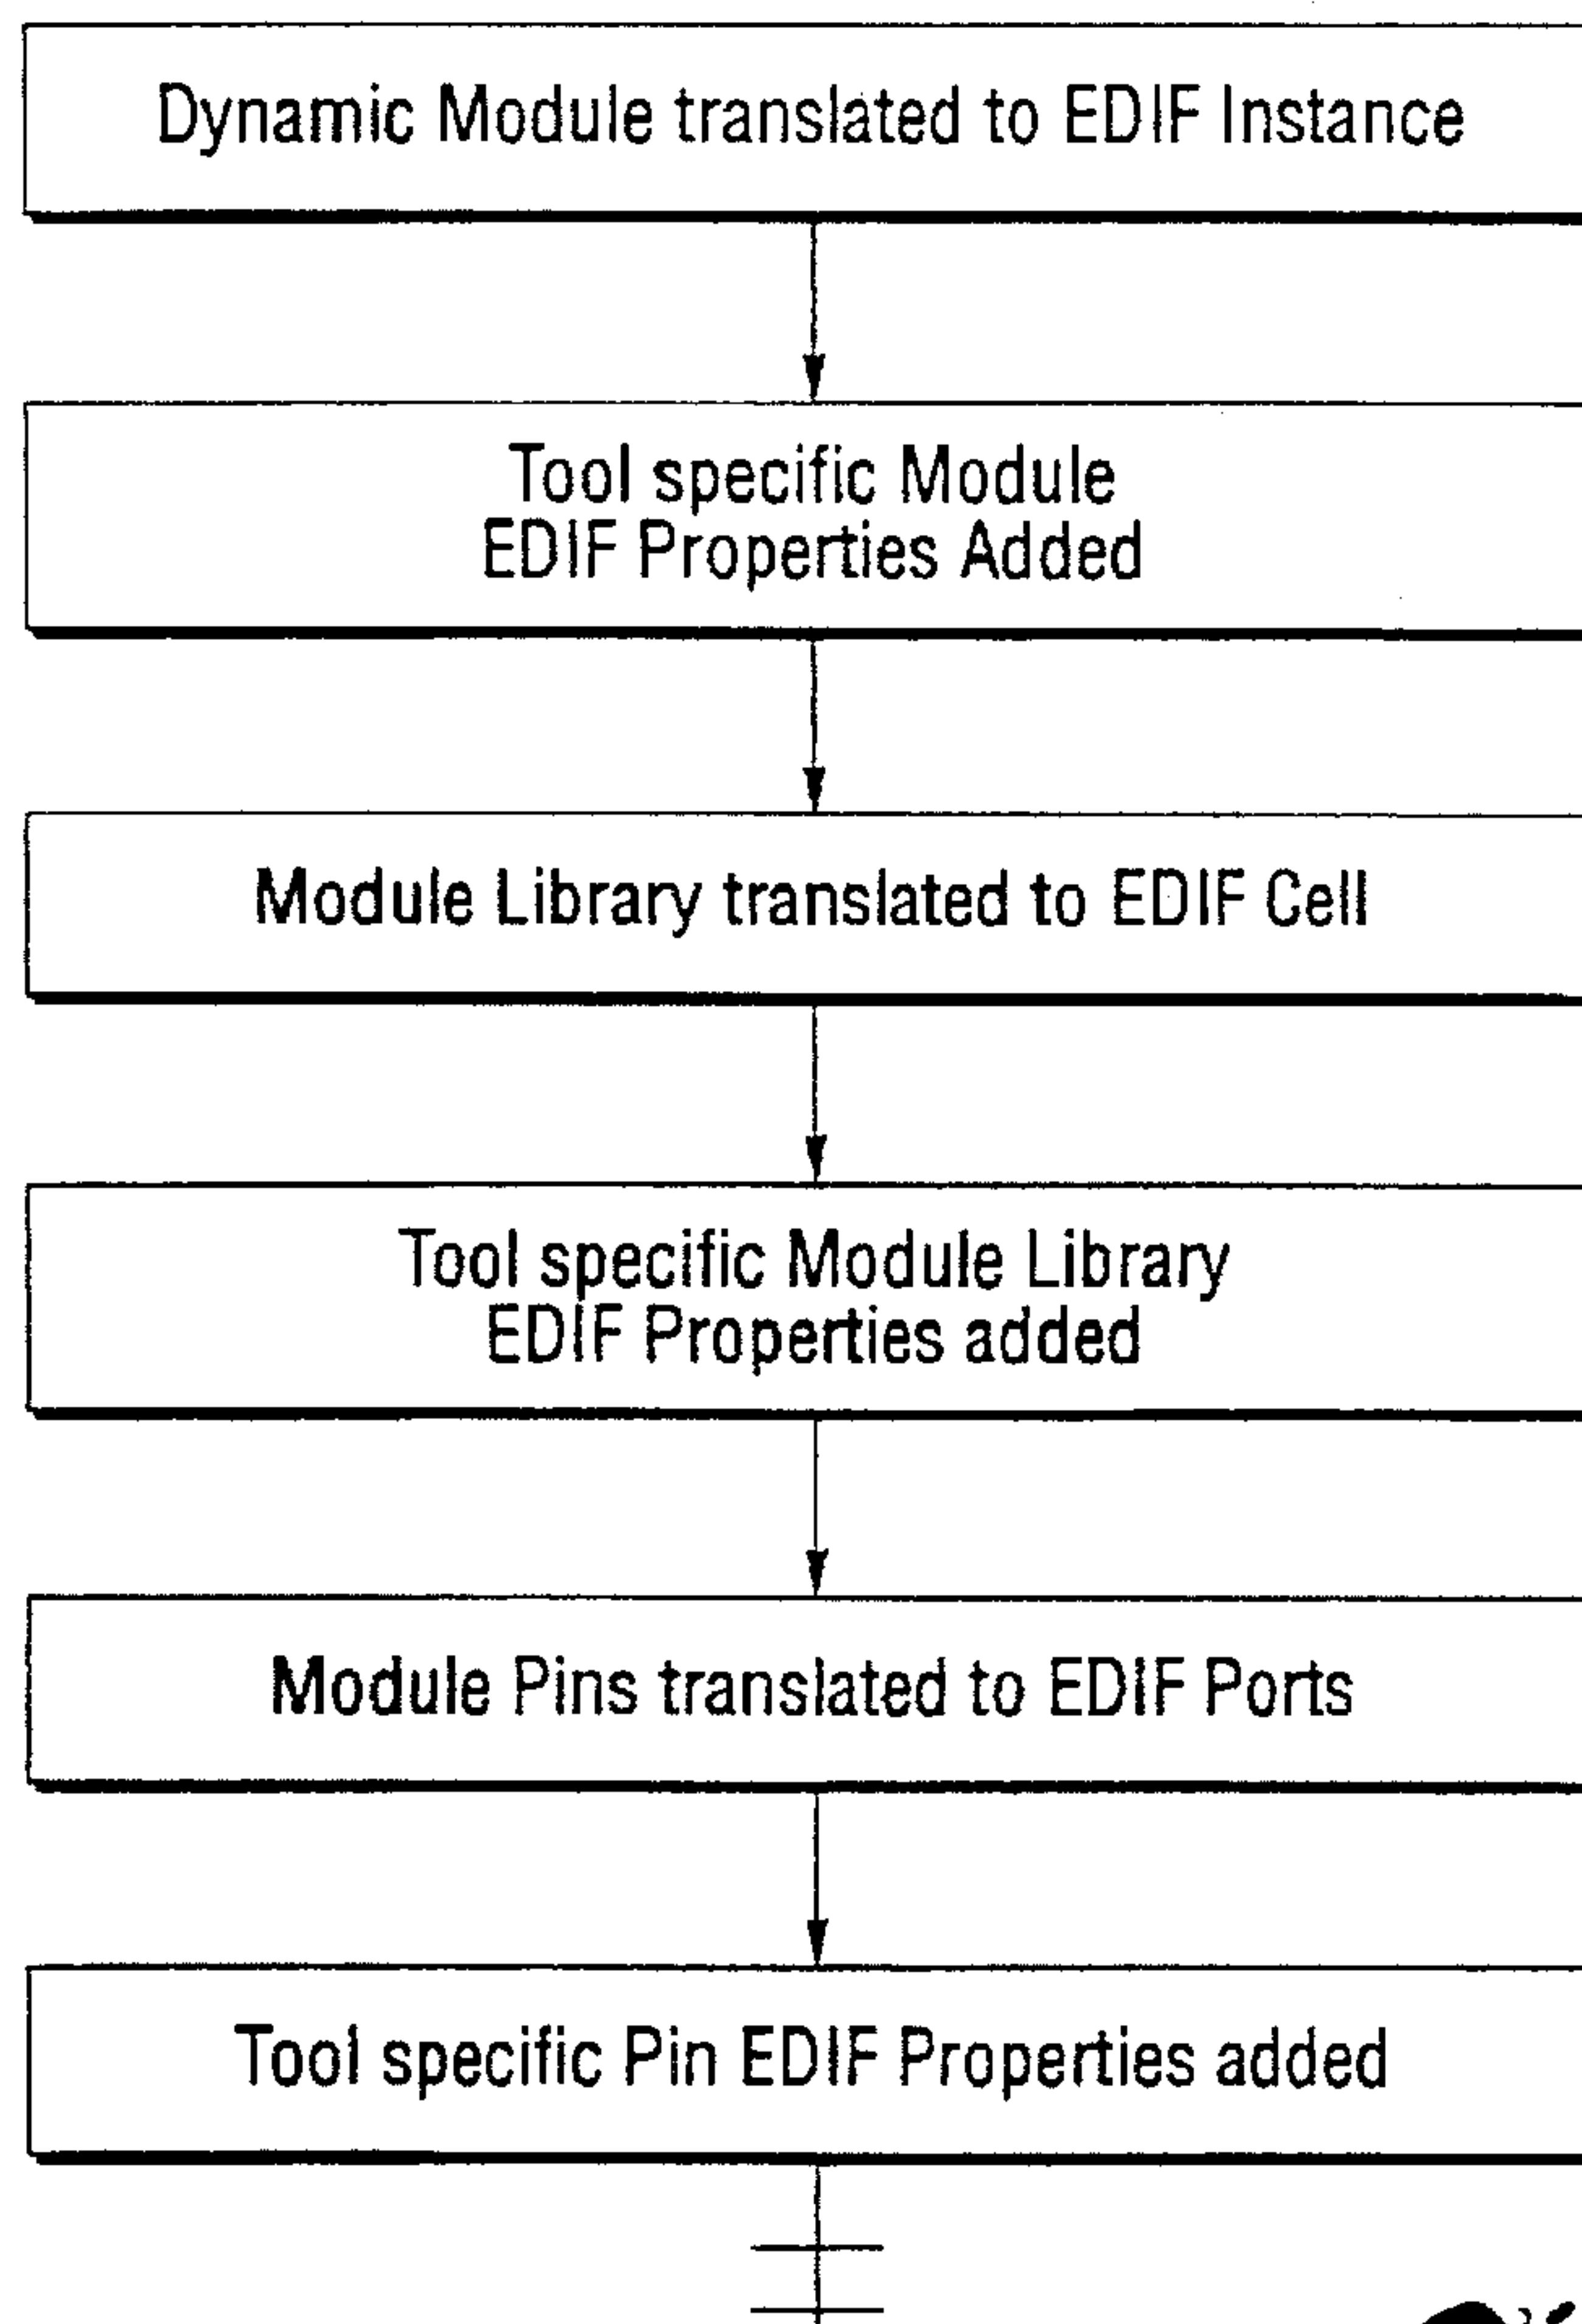 Dynamic Module translated to EDIF Instance
Tool specific Module
EDIF Properties Added
Module Library translated to EDIF Cell
Tool specific Module Library
EDIF Properties added
Module Pins translated to EDIF Ports
Tool specific Pin EDIF Properties added